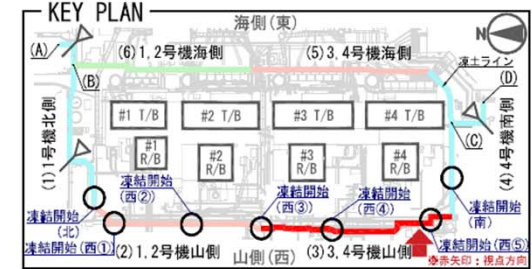 KEY PLAN
海側(東)
N
(A)
(6)1,2号機海側
(5)3,4号機海側
凍土ライン
(B)
(D)
#1 T/B
#2 T/B
#3 T/B
#4 T/B
(C)
(1)1号機北側
#1
R/B
#2
R/B
#3
R/B
#4
R/B
(4)4号機南側
凍結開始
(西②)
凍結開始
(西③)
凍結開始
(西④)
凍結開始
(北)
凍結開始
(南)
凍結開始(西①)
(2)1,2号機山側
(3)3,4号機山側
凍結開始(西⑤)
山側(西)
※赤矢印：視点方向